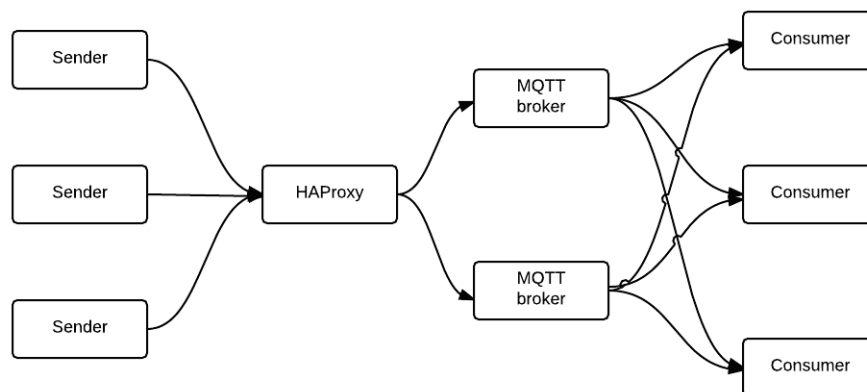 Sender
Sender
Sender
HAProxy
MQTT
broker
MQTT
broker
Consumer
Consumer
Consumer